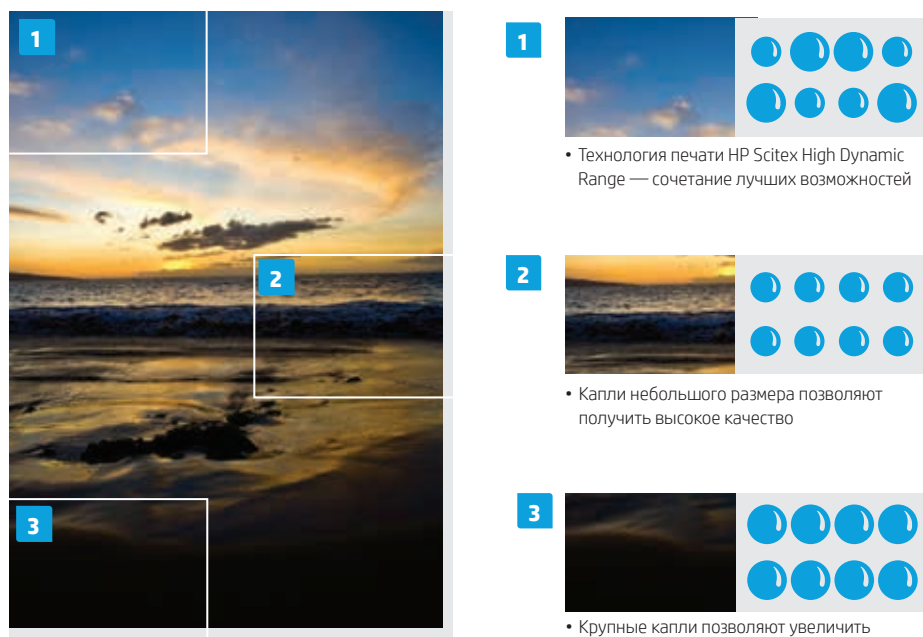 1
2
3
1
• Технология печати HP Scitex High Dynamic
Range — сочетание лучших возможностей
2
• Капли небольшого размера позволяют
получить высокое качество
3
• Крупные капли позволяют увеличить